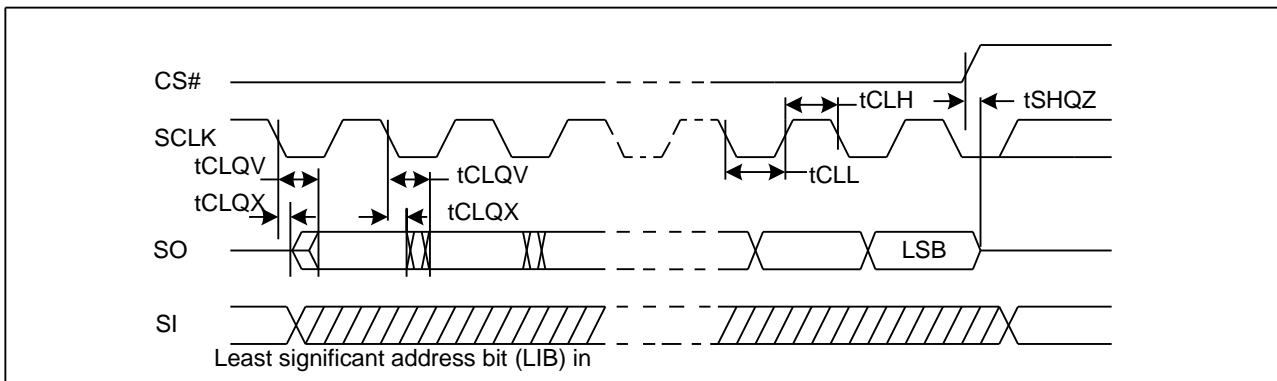 CS#
tCLH
tSHQZ
SCLK
tCLQV
tCLQV
tCLL
tCLQX
tCLQX
SO
LSB
SI
Least significant address bit (LIB) in